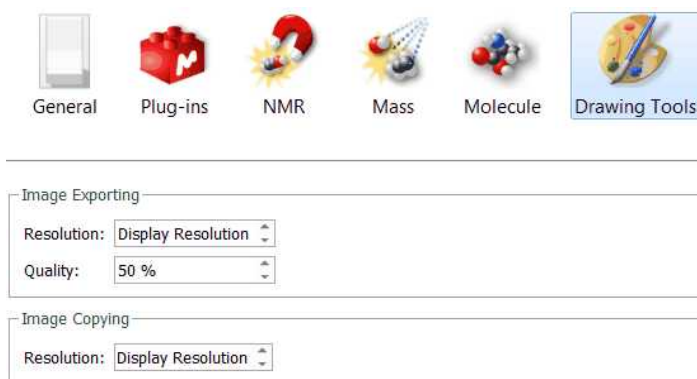 General Plug-ins NMR Mass Molecule Drawing Tools
Image Exporting
Resolution: Display Resolution
Quality: 50 %
Image Copying
Resolution: Display Resolution